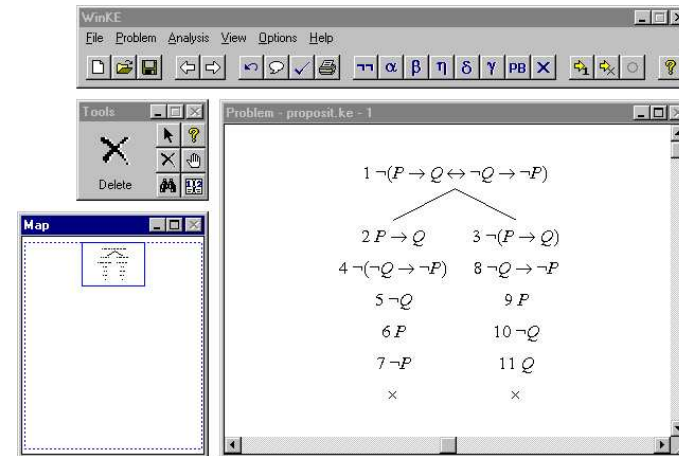 WinKE
File Problem Analysis View Options Help
¬¬ α β η δ γ PB ×
Tools
Delete
Problem - proposit.ke - 1
1 ¬(P → Q ↔ ¬Q → ¬P)
2 P → Q 3 ¬(P → Q)
4 ¬(¬Q → ¬P) 8 ¬Q → ¬P
5 ¬Q 9 P
6 P 10 ¬Q
7 ¬P 11 Q
× ×
Map